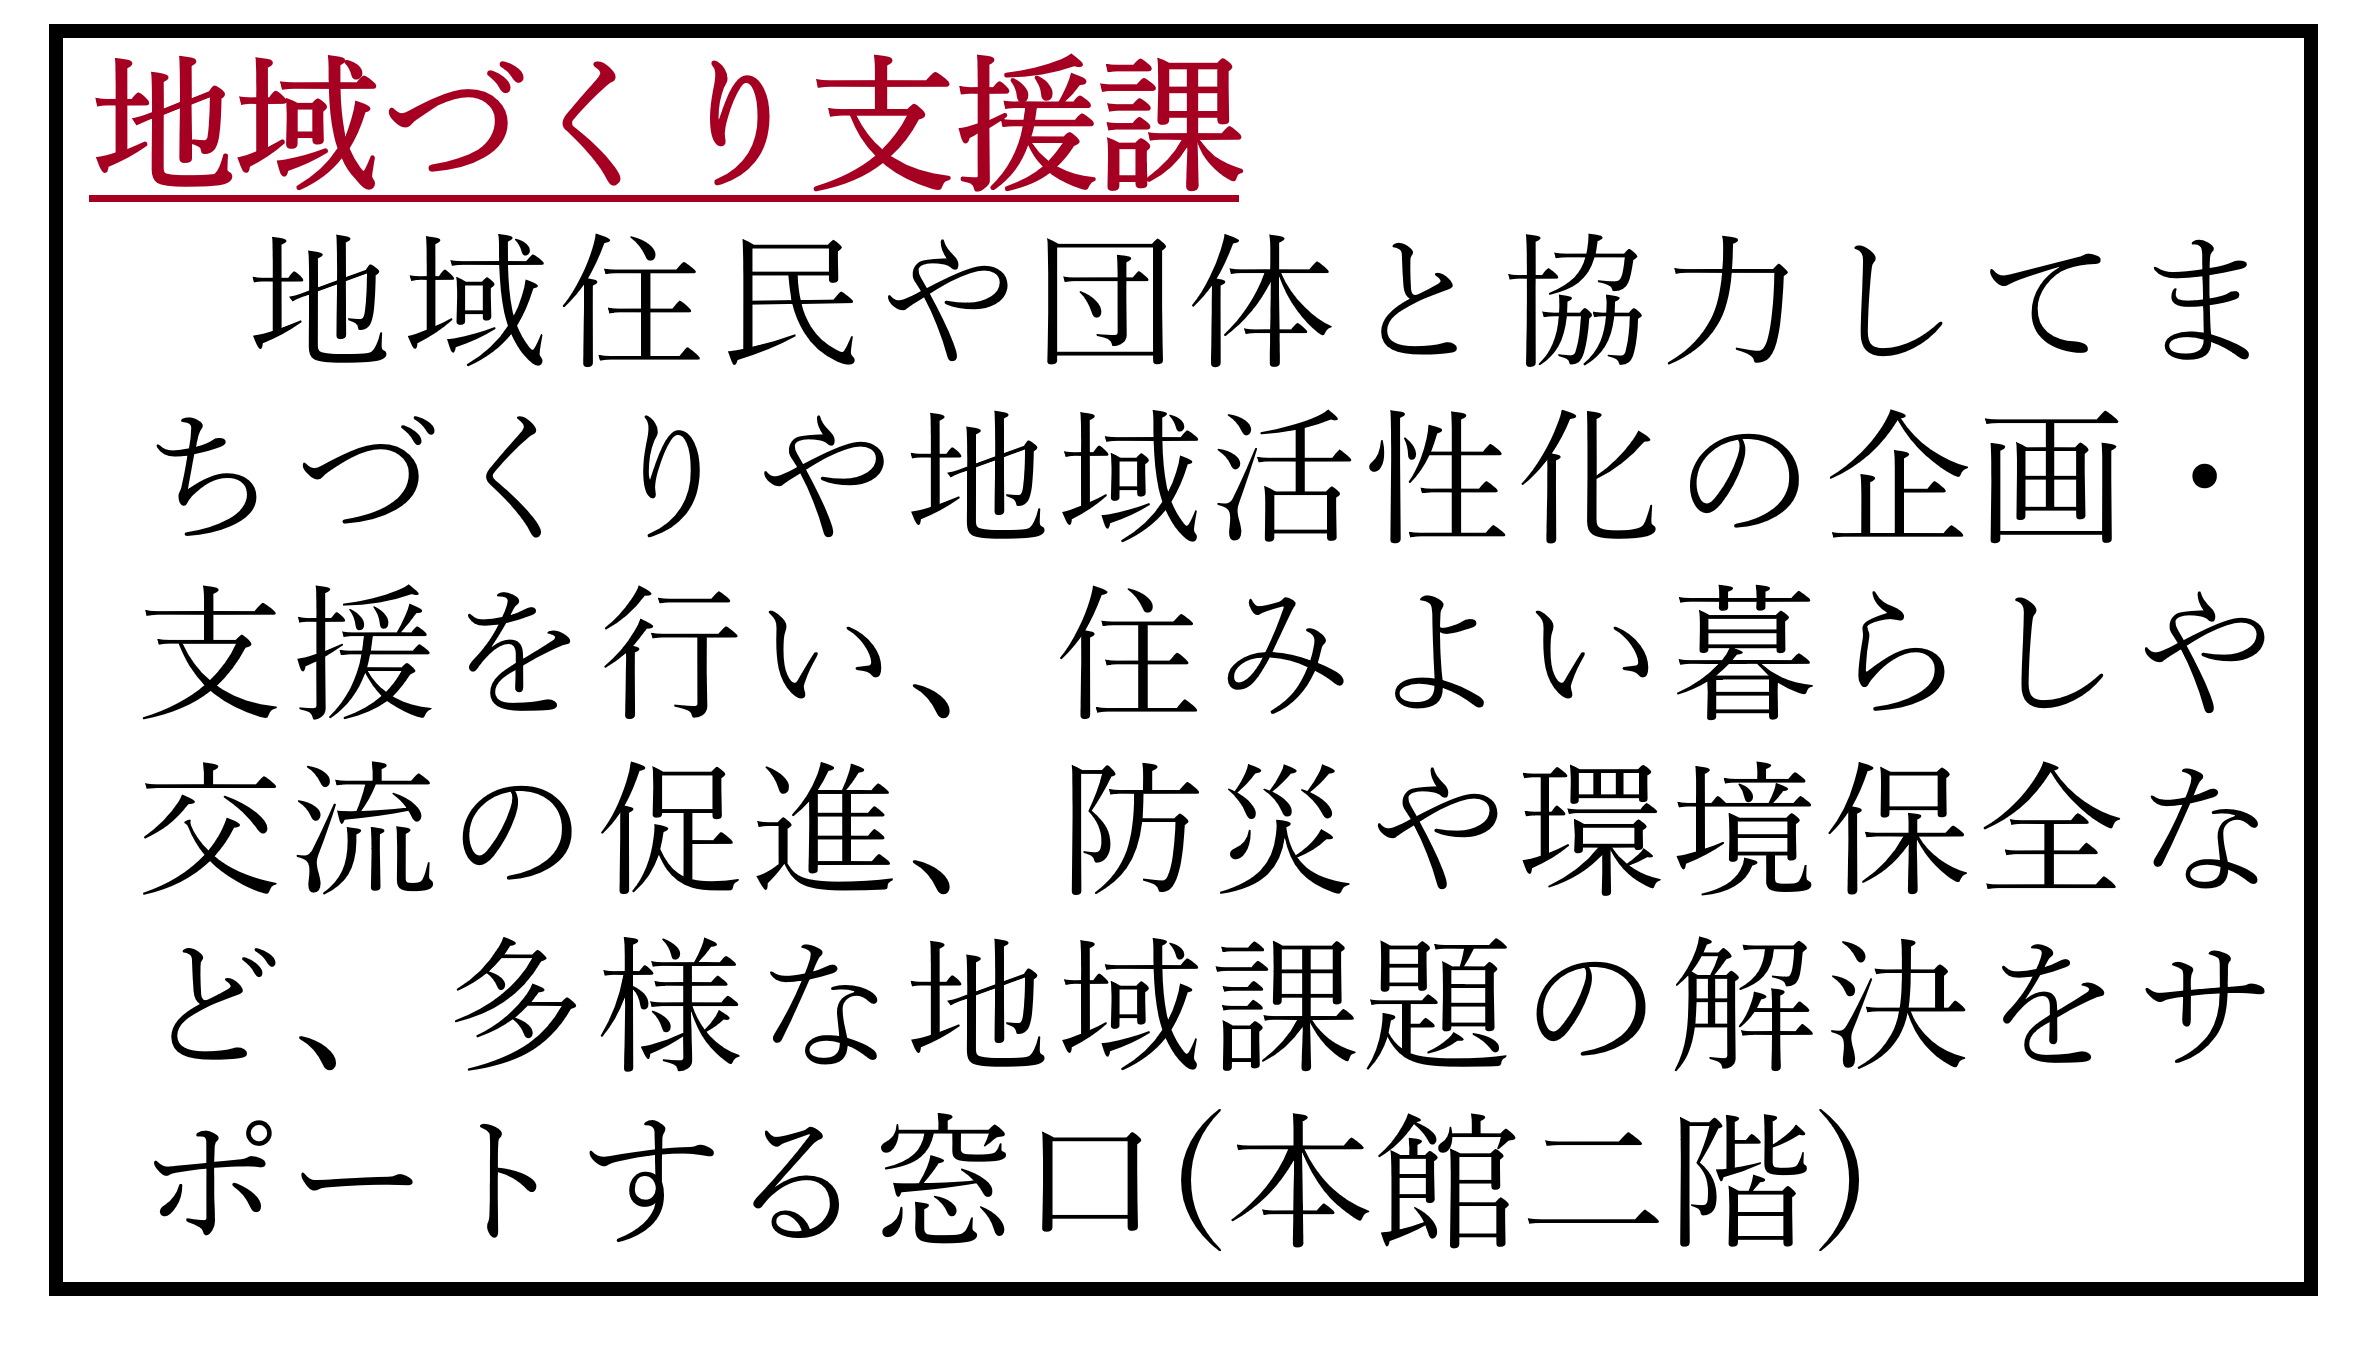 地域づくり支援課
地域住民や団体と協力してま
ちづくりや地域活性化の企画・
支援を行い、住みよい暮らしや
交流の促進、防災や環境保全な
ど、多様な地域課題の解決をサ
ポートする窓口(本館二階)